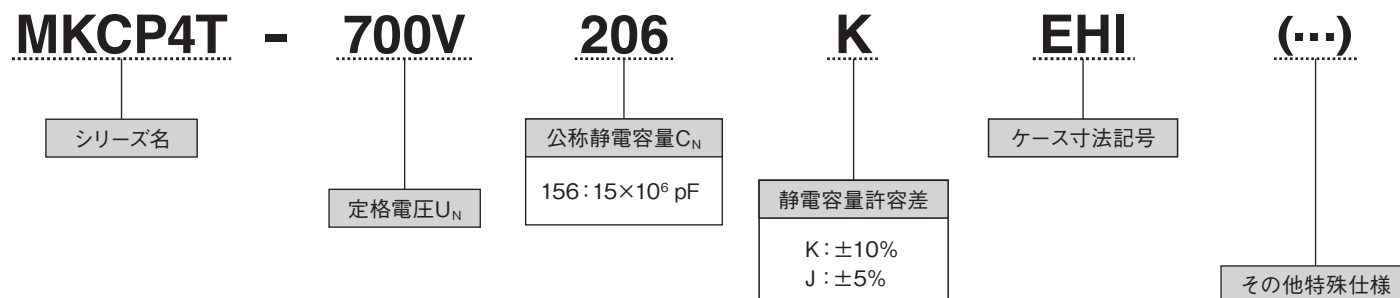 MKCP4T - 700V 206 K EHI (···)
シリーズ名
公称静電容量CN
ケース寸法記号
156：15×10⁶ pF
定格電圧UN
静電容量許容差
K：±10%
J：±5%
その他特殊仕様